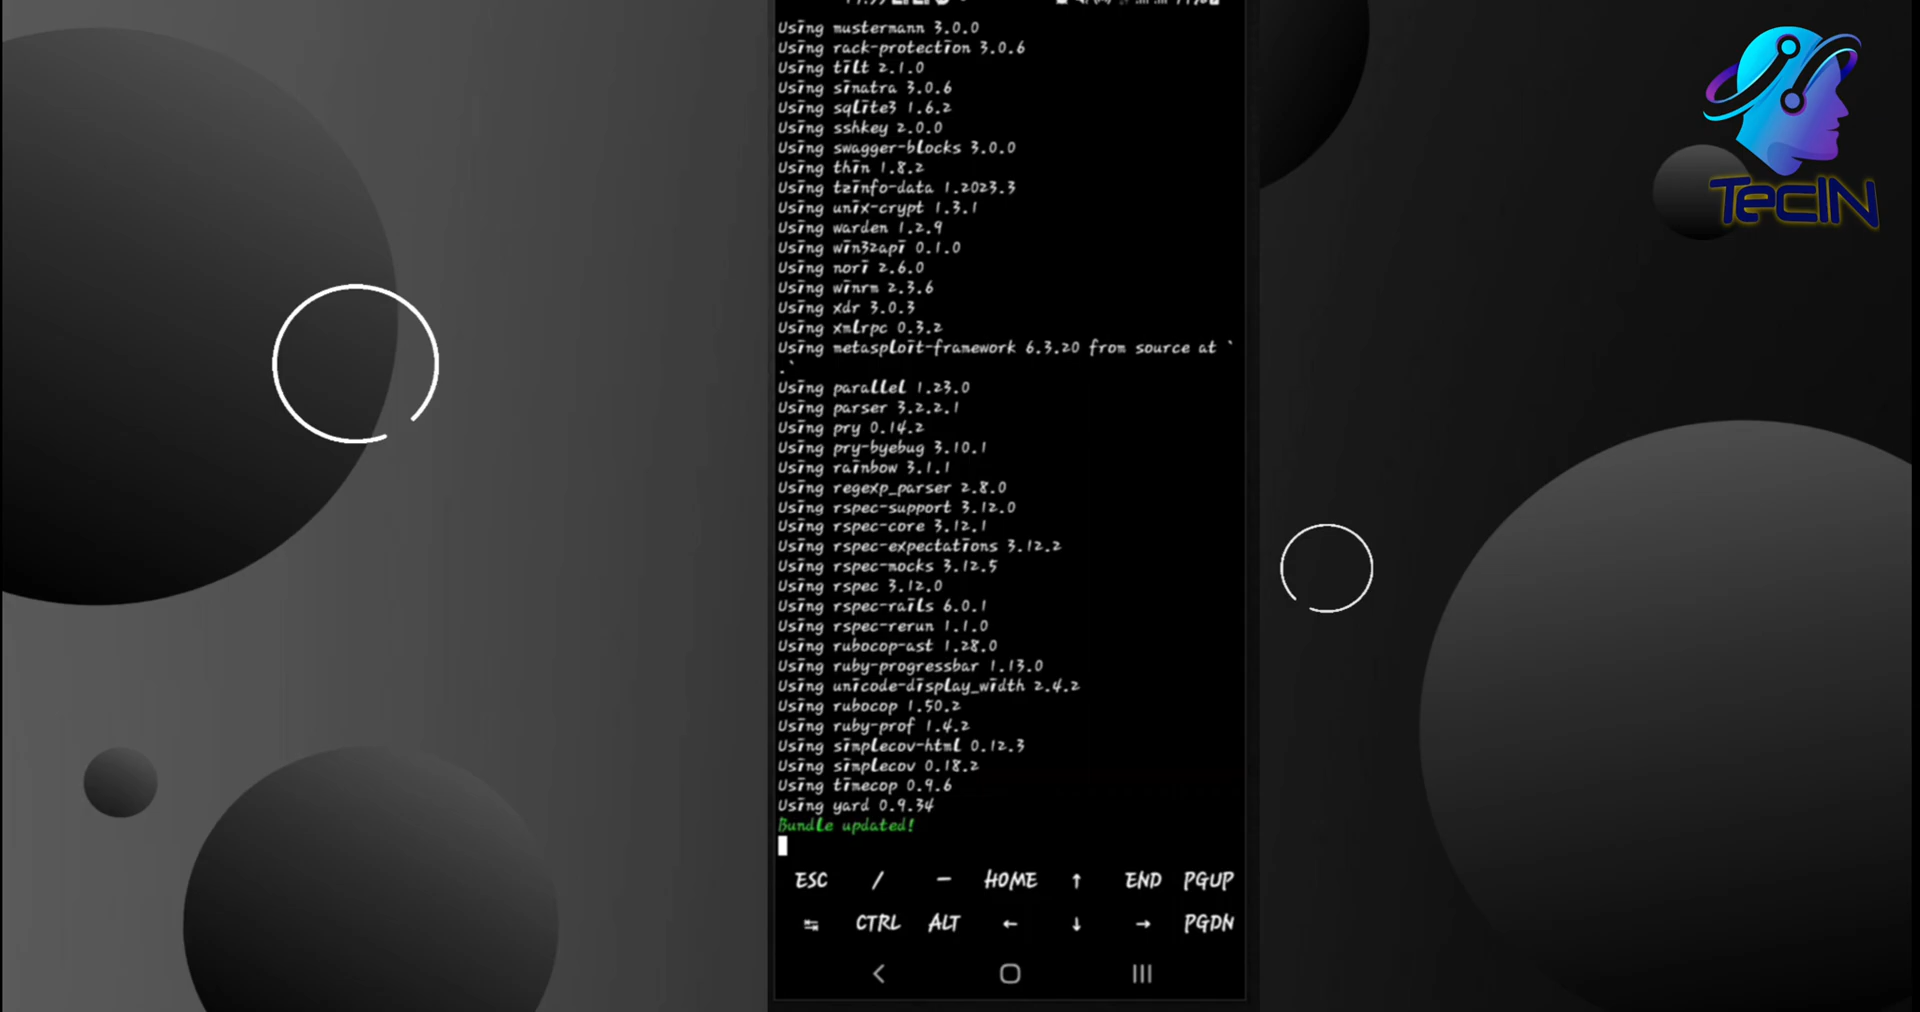 Using mustermann 3.0.0
Using rack-protection 3.0.6
Using tilt 2.1.0
Using sinatra 3.0.6
Using sqlite3 1.6.2
Using sshkey 2.0.0
Using swagger-blocks 3.0.0
Using thin 1.8.2
Using tzinfo-data 1.2023.3
Using unix-crypt 1.3.1
Using warden 1.2.9
Using win32api 0.1.0
Using nori 2.6.0
Using winrm 2.3.6
Using xdr 3.0.3
Using xmlrpc 0.3.2
Using metasploit-framework 6.3.20 from source at `
.`
Using parallel 1.23.0
Using parser 3.2.2.1
Using pry 0.14.2
Using pry-byebug 3.10.1
Using rainbow 3.1.1
Using regexp_parser 2.8.0
Using rspec-support 3.12.0
Using rspec-core 3.12.1
Using rspec-expectations 3.12.2
Using rspec-mocks 3.12.5
Using rspec 3.12.0
Using rspec-rails 6.0.1
Using rspec-rerun 1.1.0
Using rubocop-ast 1.28.0
Using ruby-progressbar 1.13.0
Using unicode-display_width 2.4.2
Using rubocop 1.50.2
Using ruby-prof 1.4.2
Using simplecov-html 0.12.3
Using simplecov 0.18.2
Using timecop 0.9.6
Using yard 0.9.34
Bundle updated!
ESC / — HOME ↑ END PGUP
↹ CTRL ALT ← ↓ → PGDN
TecIN